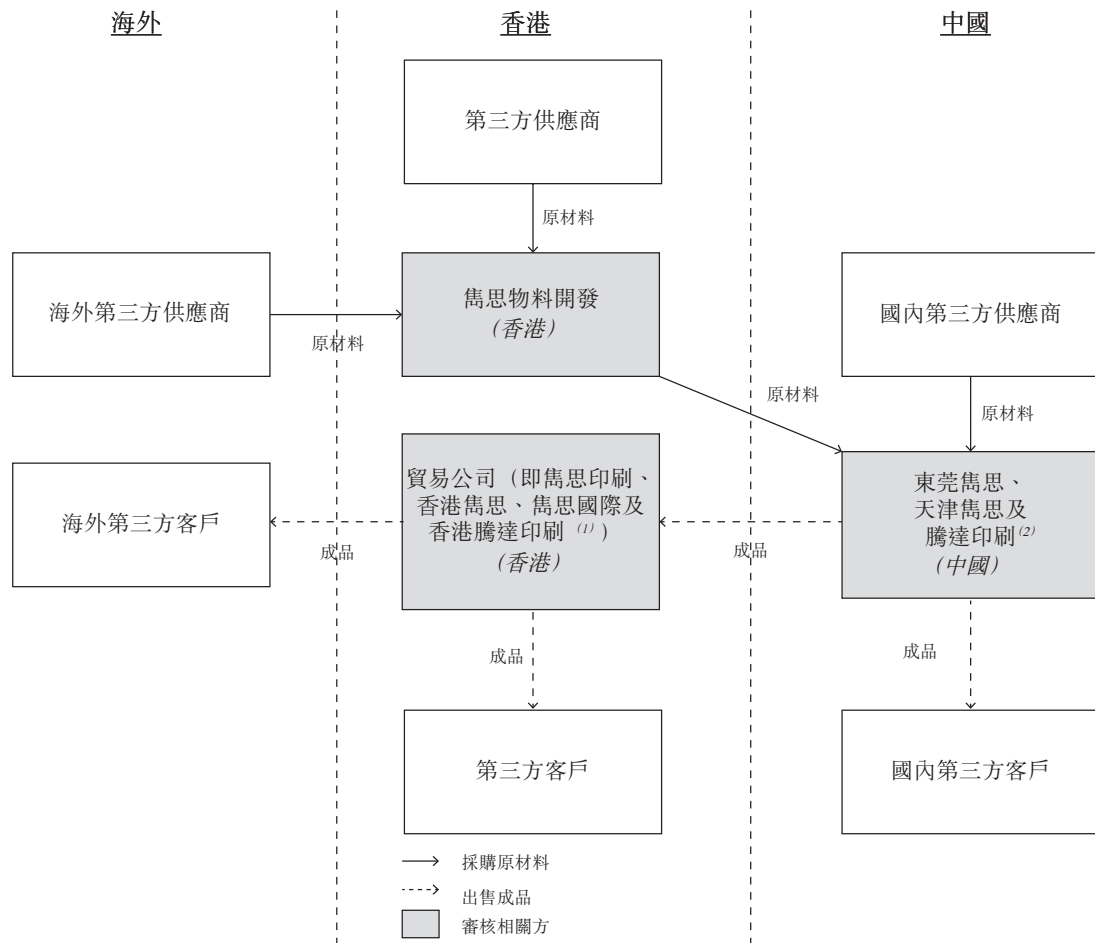 海外
香港
中國
第三方供應商
原材料
海外第三方供應商
原材料
雋思物料開發
(香港)
國內第三方供應商
原材料
原材料
海外第三方客戶
成品
貿易公司（即雋思印刷、
香港雋思、雋思國際及
香港騰達印刷 (1) ）
(香港)
成品
東莞雋思、
天津雋思及
騰達印刷(2)
(中國)
成品
成品
第三方客戶
國內第三方客戶
採購原材料
出售成品
審核相關方